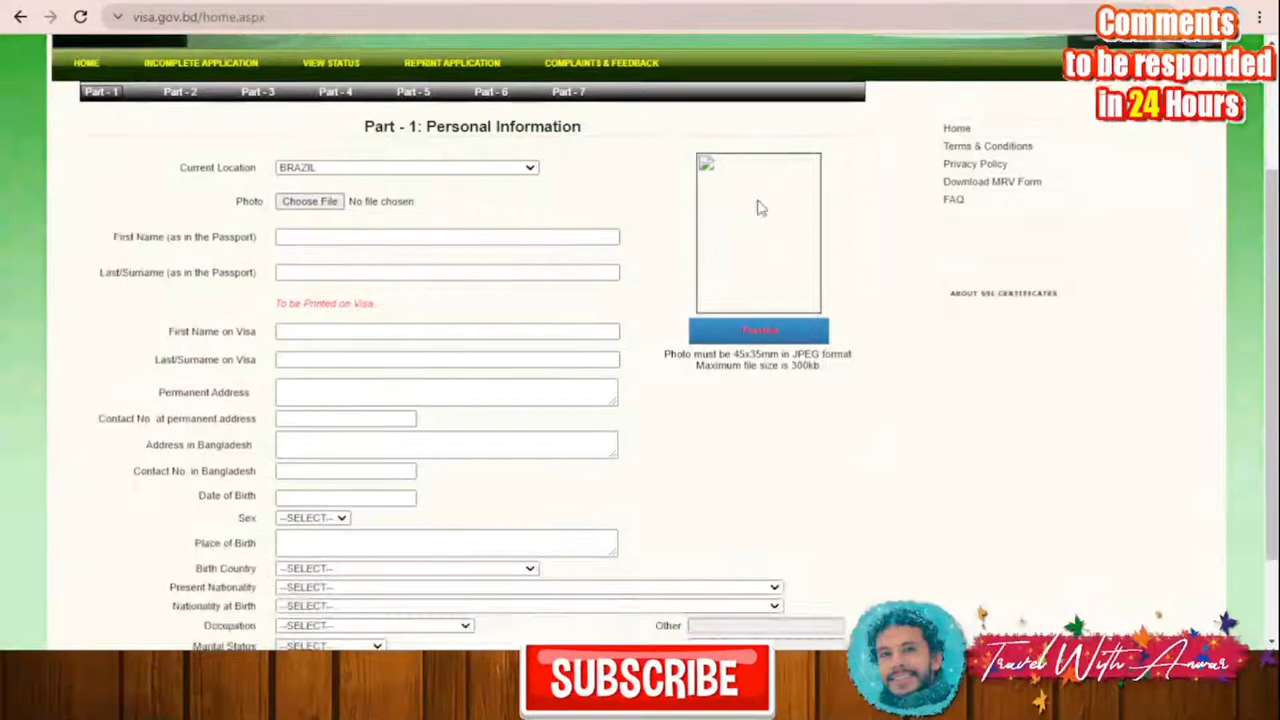 visa.gov.bd/home.aspx
Comments
to be responded
in 24 Hours
HOME INCOMPLETE APPLICATION VIEW STATUS REPRINT APPLICATION COMPLAINTS & FEEDBACK
Part - 1 Part - 2 Part - 3 Part - 4 Part - 5 Part - 6 Part - 7
Part - 1: Personal Information
Current Location BRAZIL
Photo Choose File No file chosen
First Name (as in the Passport)
Last/Surname (as in the Passport)
To be Printed on Visa.
First Name on Visa
Last/Surname on Visa
Permanent Address
Contact No at permanent address
Address in Bangladesh
Contact No in Bangladesh
Date of Birth
Sex --SELECT--
Place of Birth
Birth Country --SELECT--
Present Nationality --SELECT--
Nationality at Birth --SELECT--
Occupation --SELECT-- Other
Marital Status --SELECT--
Preview
Photo must be 45x35mm in JPEG format
Maximum file size is 300kb
Home
Terms & Conditions
Privacy Policy
Download MRV Form
FAQ
ABOUT SSL CERTIFICATES
SUBSCRIBE
Travel With Anwar